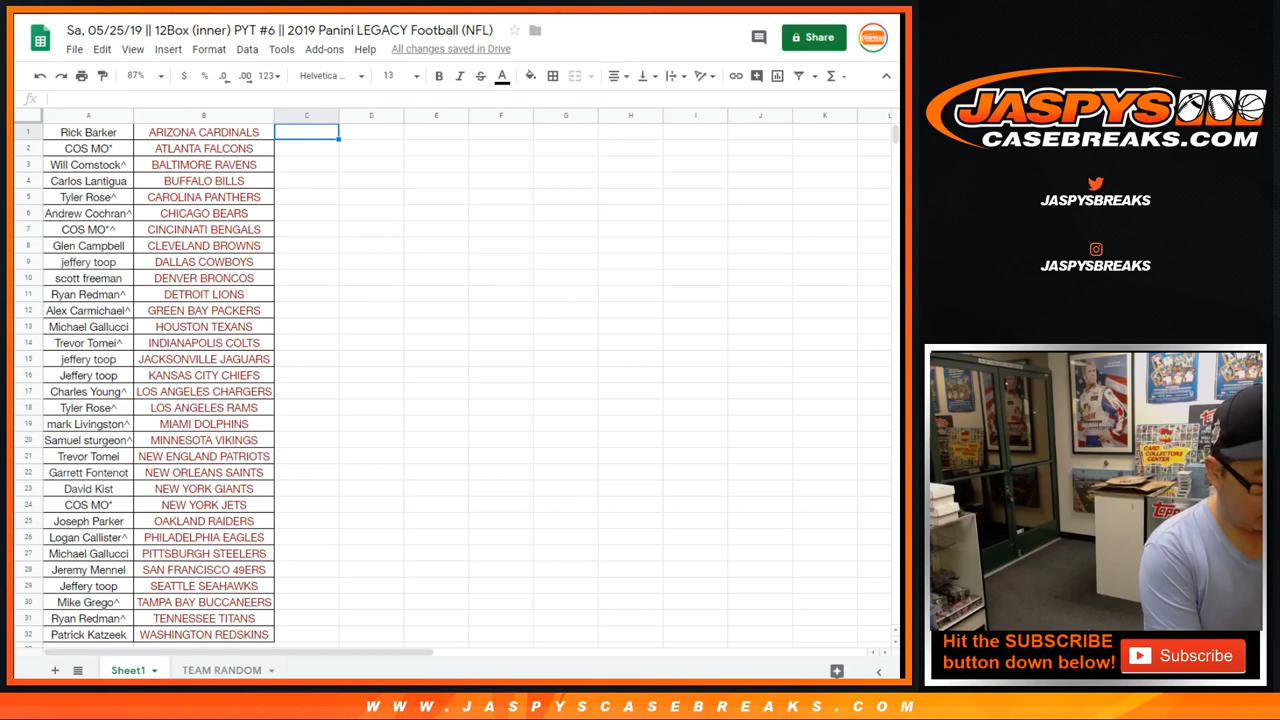 Sa, 05/25/19 || 12Box (inner) PYT #6 || 2019 Panini LEGACY Football (NFL)
File Edit View Insert Format Data Tools Add-ons Help All changes saved in Drive
Share
87% $ % .0 .00 123 Helvetica ... 13 B I S A
fx
A B C D E F G H I J K L
1 Rick Barker ARIZONA CARDINALS
2 COS MO* ATLANTA FALCONS
3 Will Comstock^ BALTIMORE RAVENS
4 Carlos Lantigua BUFFALO BILLS
5 Tyler Rose^ CAROLINA PANTHERS
6 Andrew Cochran^ CHICAGO BEARS
7 COS MO*^ CINCINNATI BENGALS
8 Glen Campbell CLEVELAND BROWNS
9 jeffery toop DALLAS COWBOYS
10 scott freeman DENVER BRONCOS
11 Ryan Redman^ DETROIT LIONS
12 Alex Carmichael^ GREEN BAY PACKERS
13 Michael Gallucci HOUSTON TEXANS
14 Trevor Tomei^ INDIANAPOLIS COLTS
15 jeffery toop JACKSONVILLE JAGUARS
16 Jeffery toop KANSAS CITY CHIEFS
17 Charles Young^ LOS ANGELES CHARGERS
18 Tyler Rose^ LOS ANGELES RAMS
19 mark Livingston^ MIAMI DOLPHINS
20 Samuel sturgeon^ MINNESOTA VIKINGS
21 Trevor Tomei NEW ENGLAND PATRIOTS
22 Garrett Fontenot NEW ORLEANS SAINTS
23 David Kist NEW YORK GIANTS
24 COS MO* NEW YORK JETS
25 Joseph Parker OAKLAND RAIDERS
26 Logan Callister^ PHILADELPHIA EAGLES
27 Michael Gallucci PITTSBURGH STEELERS
28 Jeremy Mennel SAN FRANCISCO 49ERS
29 Jeffery toop SEATTLE SEAHAWKS
30 Mike Grego^ TAMPA BAY BUCCANEERS
31 Ryan Redman^ TENNESSEE TITANS
32 Patrick Katzeek WASHINGTON REDSKINS
Sheet1 TEAM RANDOM
JASPYS
CASEBREAKS.COM
JASPYSBREAKS
JASPYSBREAKS
CARD
COLLECTORS
CENTER
Topps
Hit the SUBSCRIBE
button down below!
Subscribe
WWW.JASPYSCASEBREAKS.COM